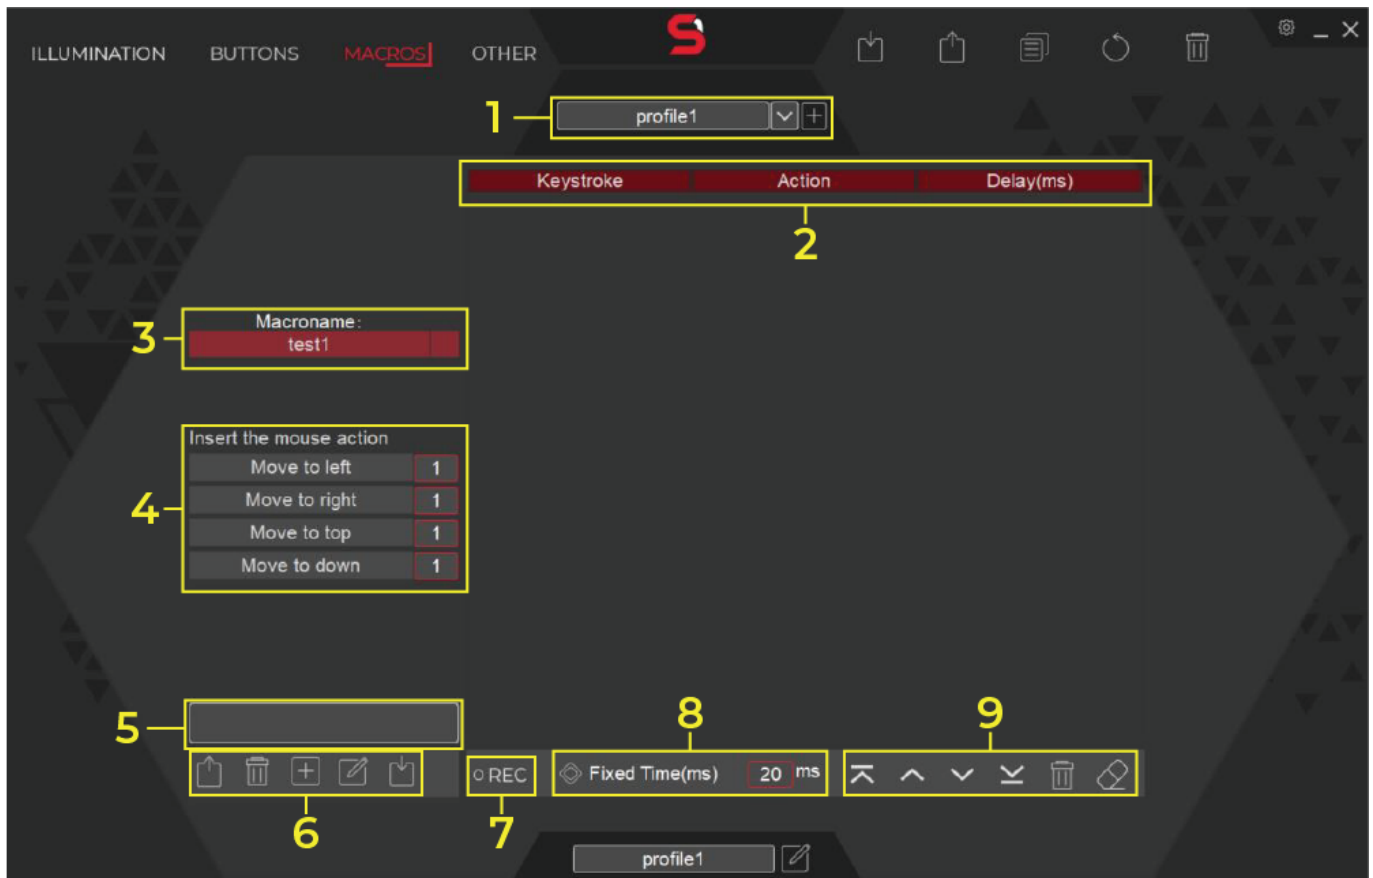 ILLUMINATION BUTTONS MACROS OTHER
1 profile1
Keystroke Action Delay(ms)
2
3 Macroname:
test1
4 Insert the mouse action
Move to left 1
Move to right 1
Move to top 1
Move to down 1
5
6
7 REC
8 Fixed Time(ms) 20 ms
9
profile1